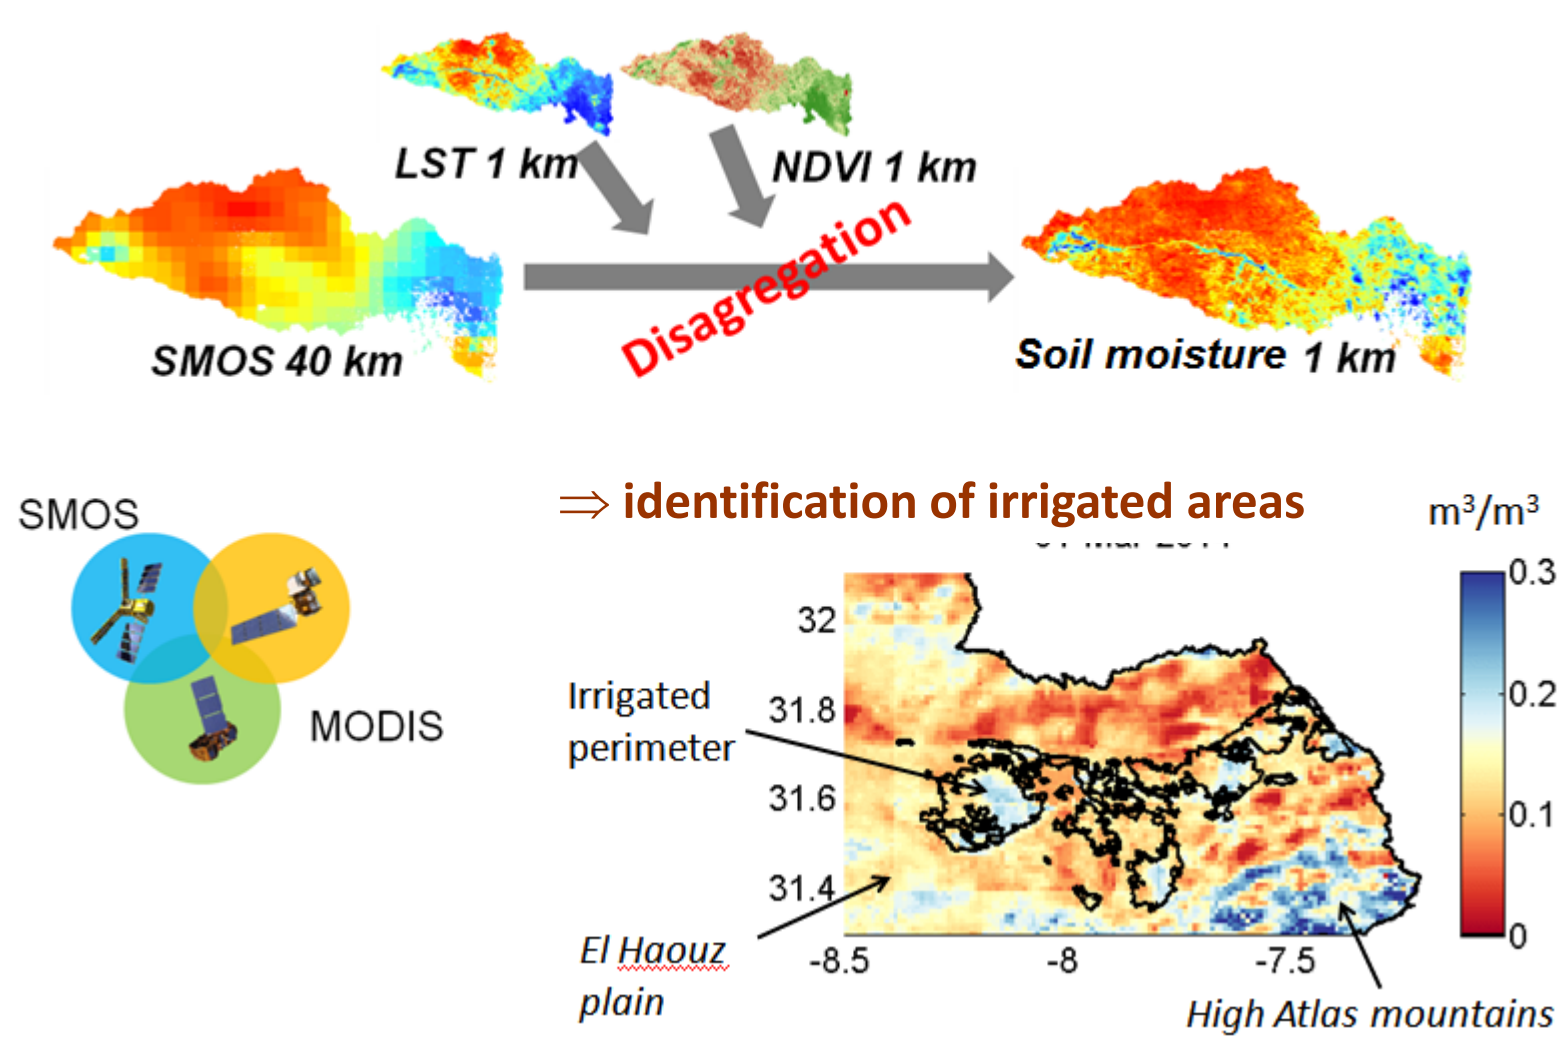 LST 1 km
NDVI 1 km
SMOS 40 km
Disagregation
Soil moisture 1 km
⇒ identification of irrigated areas
SMOS
MODIS
m³/m³
0.3
0.2
0.1
0
32
31.8
31.6
31.4
-8.5
-8
-7.5
Irrigated
perimeter
El Haouz
plain
High Atlas mountains